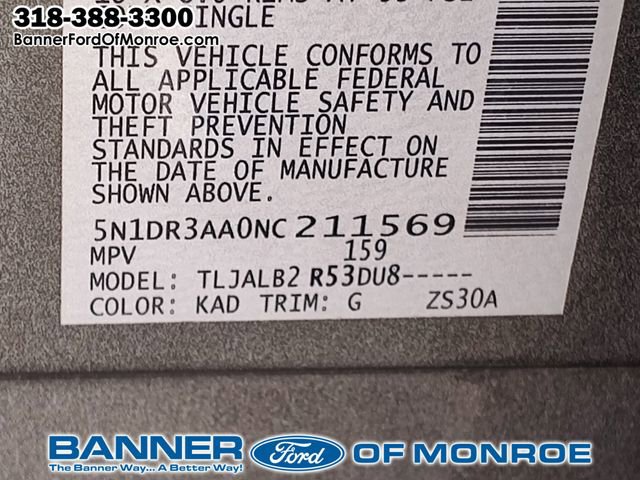 318-388-3300
BannerFordOfMonroe.com
SINGLE
THIS VEHICLE CONFORMS TO
ALL APPLICABLE FEDERAL
MOTOR VEHICLE SAFETY AND
THEFT PREVENTION
STANDARDS IN EFFECT ON
THE DATE OF MANUFACTURE
SHOWN ABOVE.
5N1DR3AA0NC211569
MPV 159
MODEL: TLJALB2 R53DU8-----
COLOR: KAD TRIM: G ZS30A
BANNER Ford OF MONROE
The Banner Way... A Better Way!